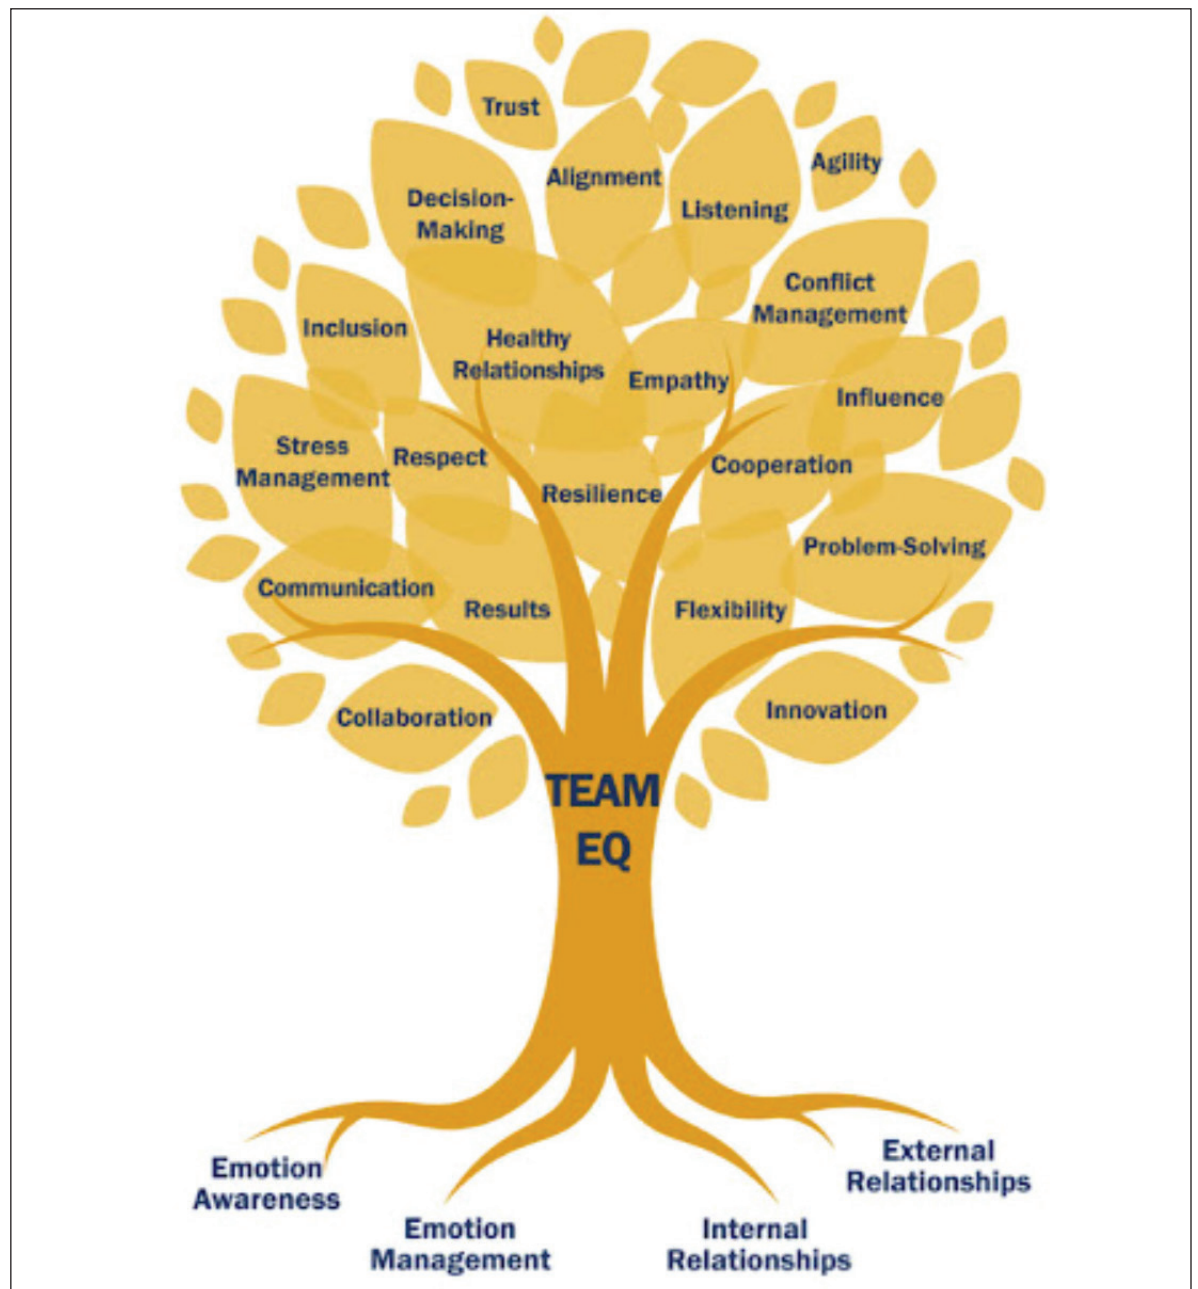 Trust
Agility
Alignment
Decision-
Making
Listening
Conflict
Management
Inclusion
Healthy
Relationships
Empathy
Influence
Stress
Management
Respect
Cooperation
Resilience
Problem-Solving
Communication
Results
Flexibility
Collaboration
Innovation
TEAM
EQ
Emotion
Awareness
Emotion
Management
Internal
Relationships
External
Relationships